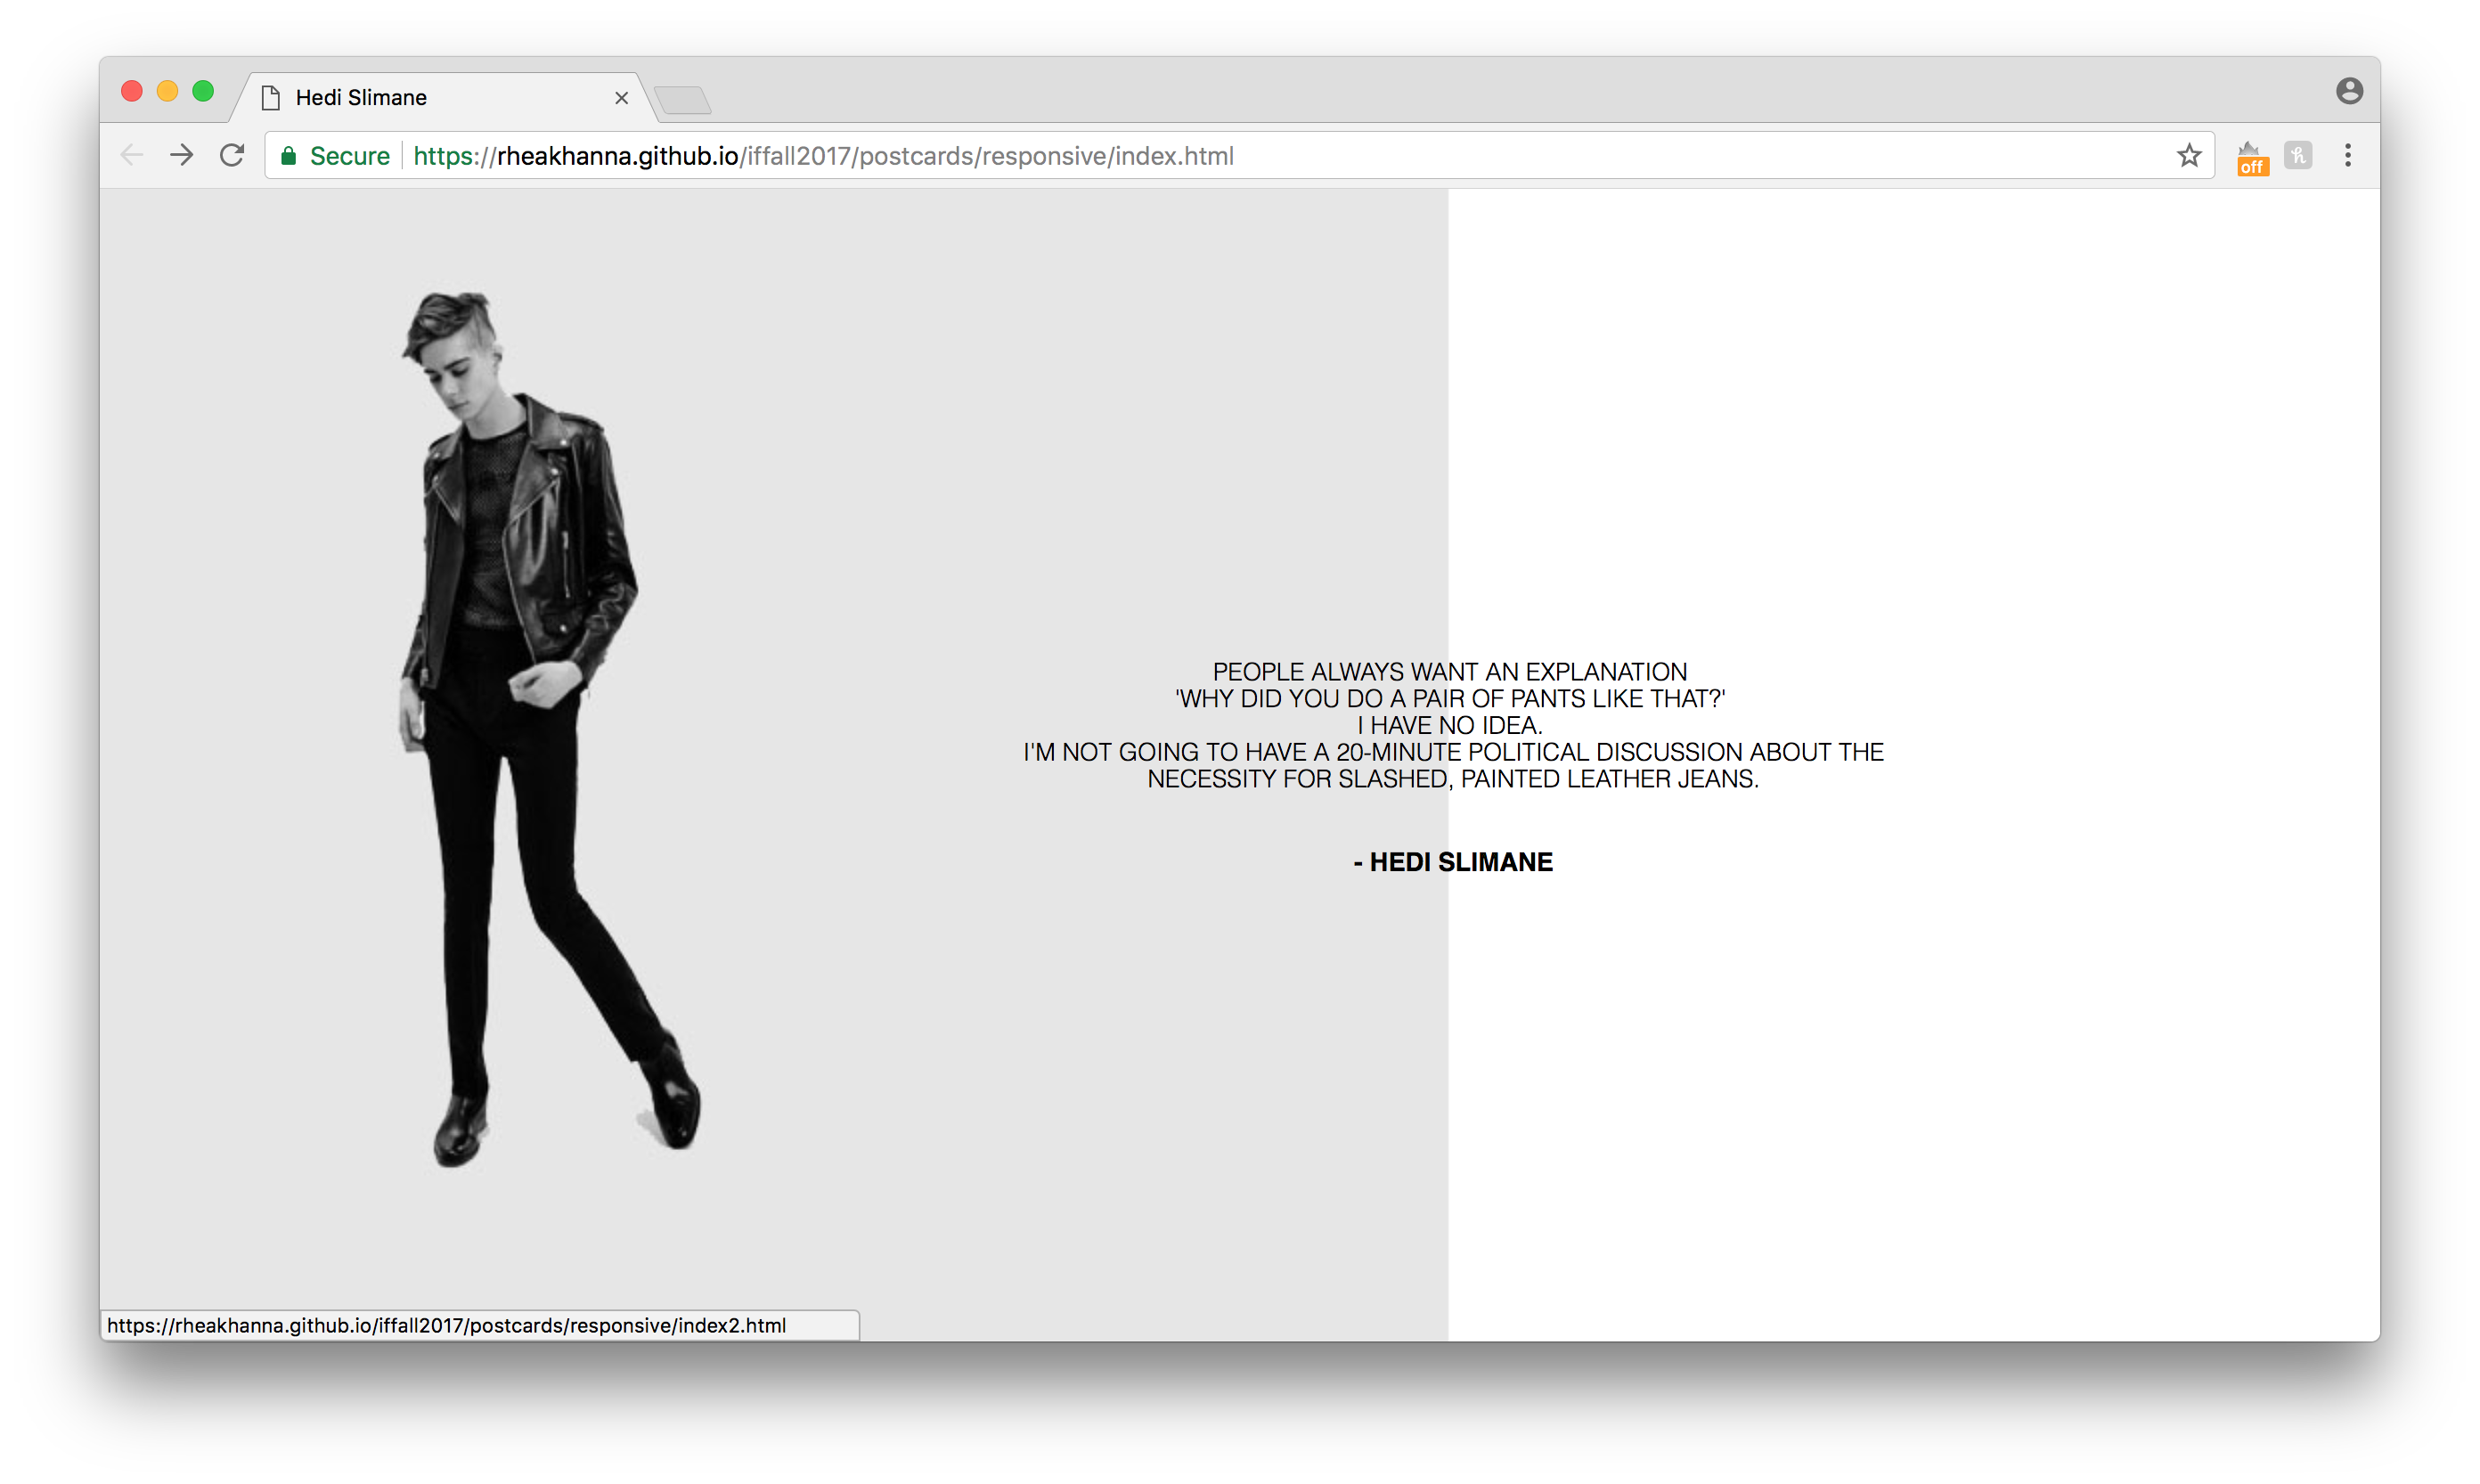 Hedi Slimane
Secure
https://rheakhanna.github.io/iffall2017/postcards/responsive/index.html
off
h
PEOPLE ALWAYS WANT AN EXPLANATION
'WHY DID YOU DO A PAIR OF PANTS LIKE THAT?'
I HAVE NO IDEA.
I'M NOT GOING TO HAVE A 20-MINUTE POLITICAL DISCUSSION ABOUT THE
NECESSITY FOR SLASHED, PAINTED LEATHER JEANS.
- HEDI SLIMANE
https://rheakhanna.github.io/iffall2017/postcards/responsive/index2.html